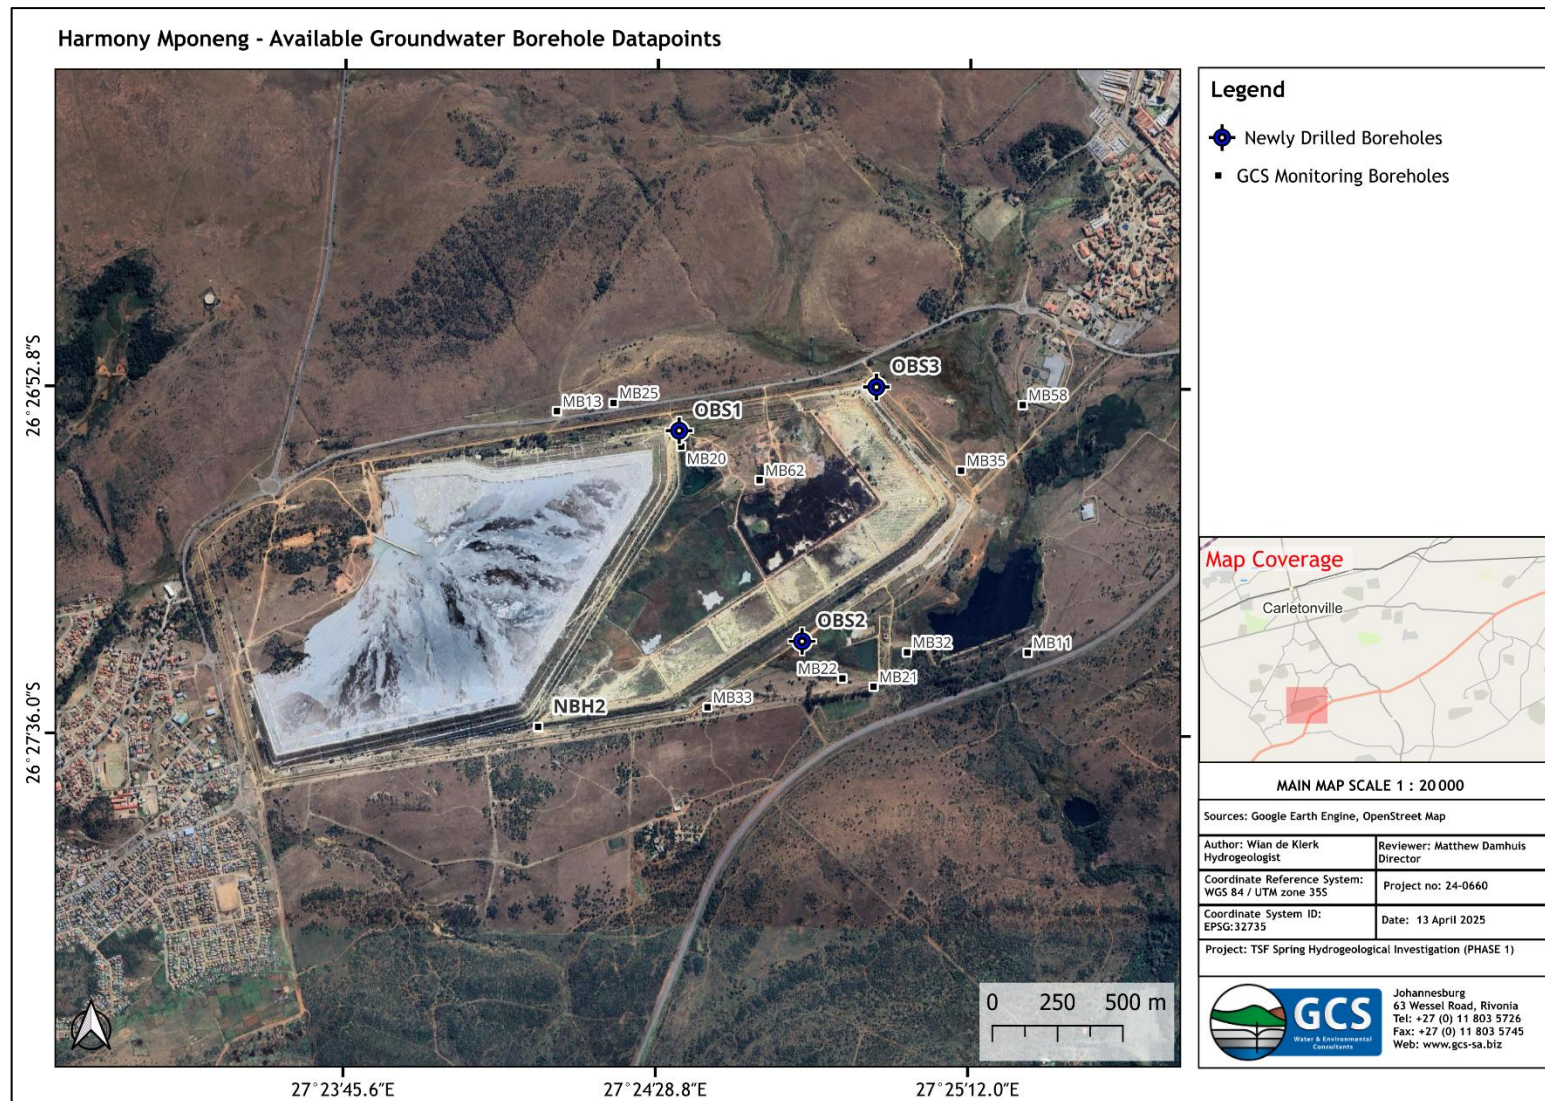 Harmony Mponeng - Available Groundwater Borehole Datapoints
26°26'52.8"S
26°27'36.0"S
27°23'45.6"E
27°24'28.8"E
27°25'12.0"E
OBS3
MB13
MB25
MB58
OBS1
MB20
MB62
MB35
OBS2
MB32
MB11
MB22
MB21
MB33
NBH2
0 250 500 m
Legend
Newly Drilled Boreholes
GCS Monitoring Boreholes
Map Coverage
Carletonville
MAIN MAP SCALE 1 : 20 000
Sources: Google Earth Engine, OpenStreet Map
Author: Wian de Klerk
Hydrogeologist
Reviewer: Matthew Damhuis
Director
Coordinate Reference System:
WGS 84 / UTM zone 35S
Project no: 24-0660
Coordinate System ID:
EPSG:32735
Date: 13 April 2025
Project: TSF Spring Hydrogeological Investigation (PHASE 1)
GCS
Water & Environmental
Consultants
Johannesburg
63 Wessel Road, Rivonia
Tel: +27 (0) 11 803 5726
Fax: +27 (0) 11 803 5745
Web: www.gcs-sa.biz